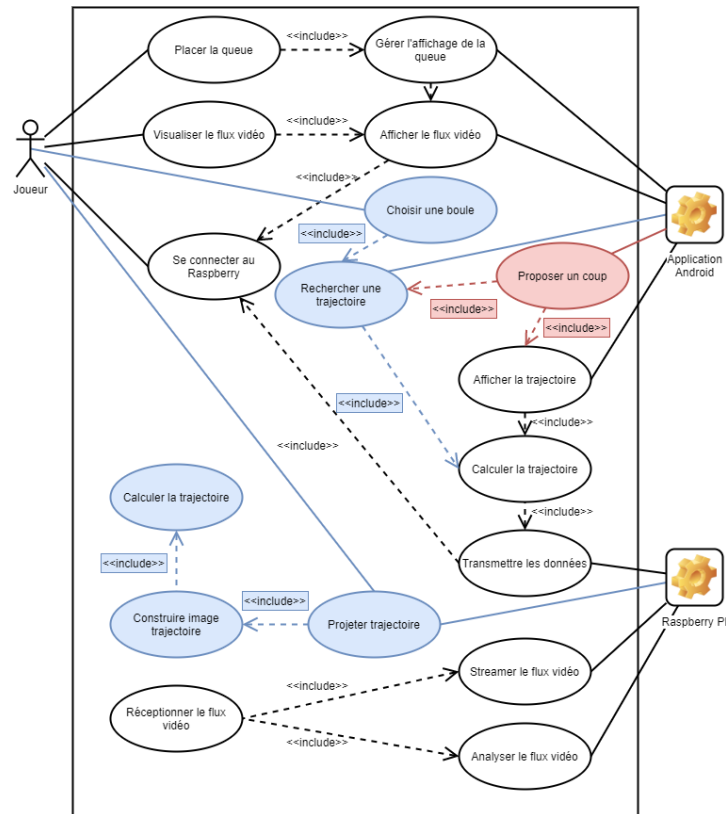 <<include>>
Placer la queue
Gérer l'affichage de la
queue
Visualiser le flux vidéo
<<include>>
Afficher le flux vidéo
Joueur
<<include>>
Choisir une boule
<<include>>
Se connecter au
Raspberry
Rechercher une
trajectoire
Proposer un coup
Application
Android
<<include>>
<<include>>
Afficher la trajectoire
<<include>>
<<include>>
<<include>>
Calculer la trajectoire
Calculer la trajectoire
<<include>>
<<include>>
Transmettre les données
<<include>>
Construire image
trajectoire
Projeter trajectoire
Raspberry PI
Streamer le flux vidéo
<<include>>
Réceptionner le flux
vidéo
<<include>>
Analyser le flux vidéo